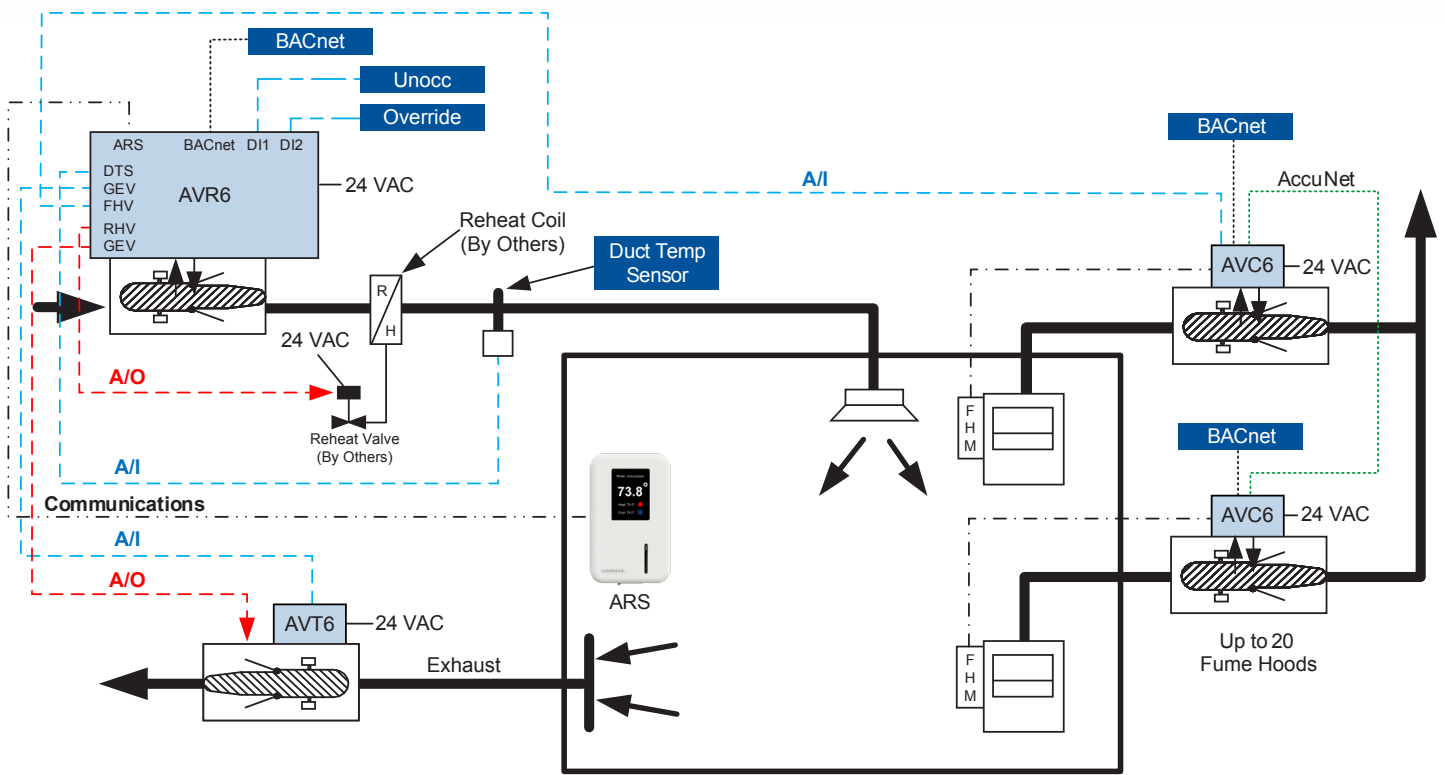 BACnet
Unocc
Override
ARS BACnet DI1 DI2
DTS
GEV
FHV
RHV
GEV
AVR6
24 VAC
A/I
BACnet
AccuNet
AVC6
24 VAC
Reheat Coil
(By Others)
Duct Temp
Sensor
R
H
24 VAC
A/O
Reheat Valve
(By Others)
A/I
Communications
A/I
A/O
73.8°
ARS
AVT6
24 VAC
Exhaust
F
H
M
BACnet
AVC6
24 VAC
F
H
M
Up to 20
Fume Hoods